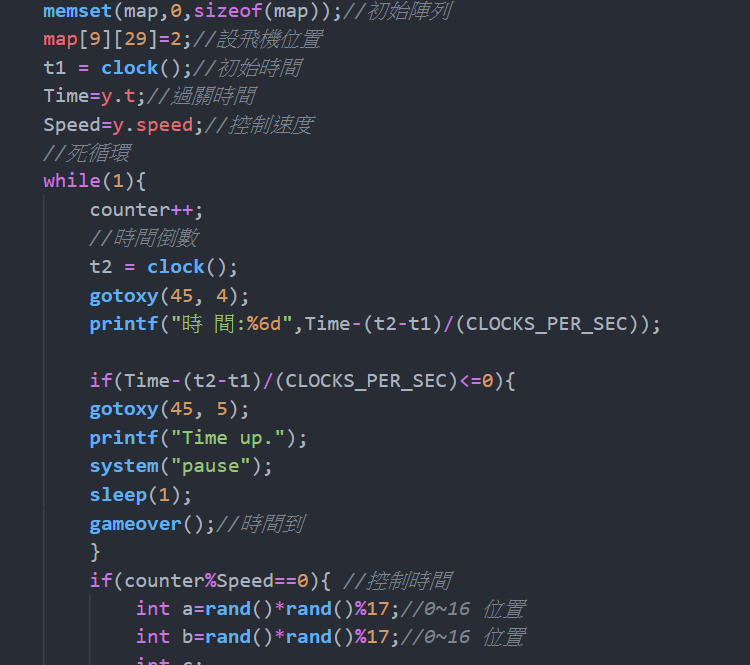 memset(map,0,sizeof(map));//初始陣列
map[9][29]=2;//設飛機位置
t1 = clock();//初始時間
Time=y.t;//過關時間
Speed=y.speed;//控制速度
//死循環
while(1){
counter++;
//時間倒數
t2 = clock();
gotoxy(45, 4);
printf("時 間:%6d",Time-(t2-t1)/(CLOCKS_PER_SEC));
if(Time-(t2-t1)/(CLOCKS_PER_SEC)<=0){
gotoxy(45, 5);
printf("Time up.");
system("pause");
sleep(1);
gameover();//時間到
}
if(counter%Speed==0){ //控制時間
int a=rand()*rand()%17;//0~16 位置
int b=rand()*rand()%17;//0~16 位置
int c;